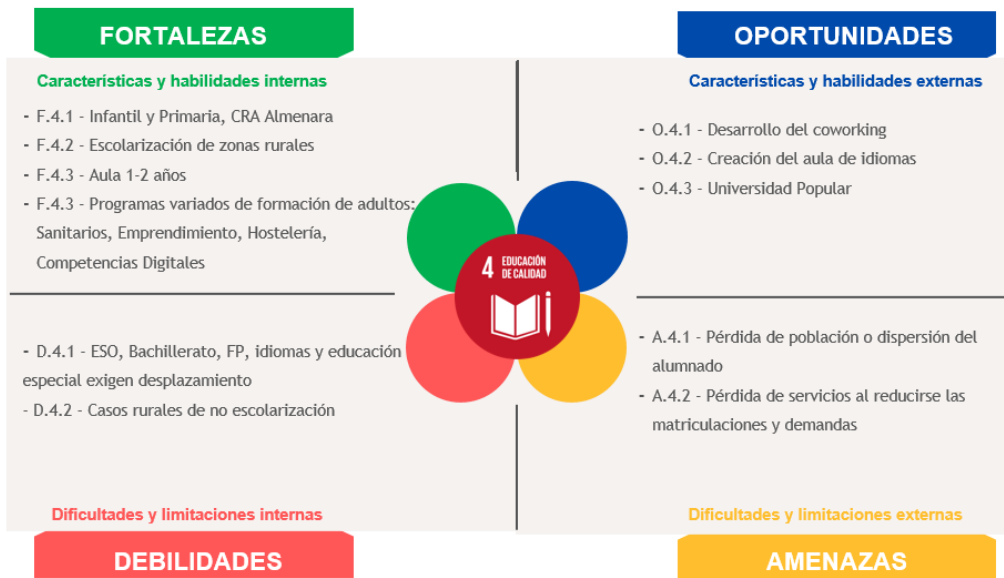 FORTALEZAS
Características y habilidades internas
- F.4.1 - Infantil y Primaria, CRA Almenara
- F.4.2 - Escolarización de zonas rurales
- F.4.3 - Aula 1-2 años
- F.4.3 - Programas variados de formación de adultos:
Sanitarios, Emprendimiento, Hostelería,
Competencias Digitales
OPORTUNIDADES
Características y habilidades externas
- O.4.1 - Desarrollo del coworking
- O.4.2 - Creación del aula de idiomas
- O.4.3 - Universidad Popular
4 EDUCACIÓN
DE CALIDAD
- D.4.1 - ESO, Bachillerato, FP, idiomas y educación
especial exigen desplazamiento
- D.4.2 - Casos rurales de no escolarización
Dificultades y limitaciones internas
DEBILIDADES
- A.4.1 - Pérdida de población o dispersión del
alumnado
- A.4.2 - Pérdida de servicios al reducirse las
matriculaciones y demandas
Dificultades y limitaciones externas
AMENAZAS